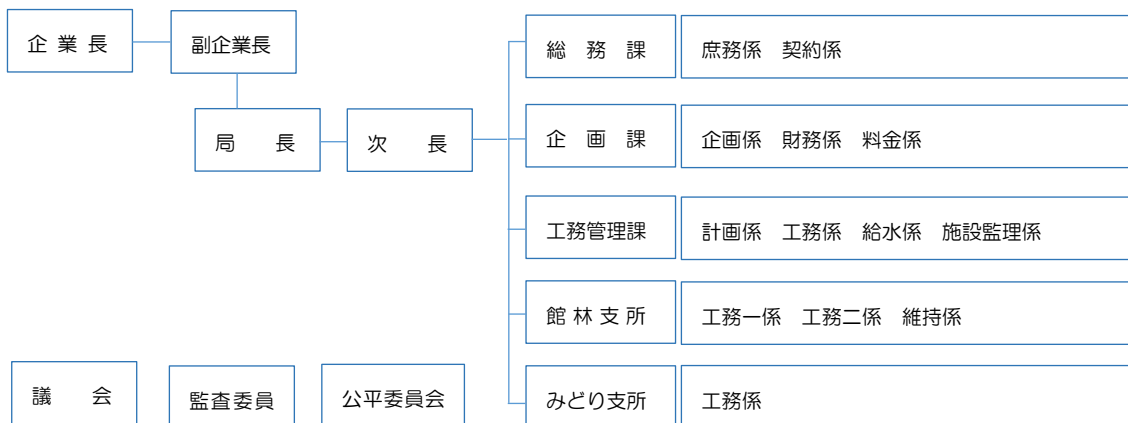 企業長
副企業長
局長
次長
総務課
庶務係 契約係
企画課
企画係 財務係 料金係
工務管理課
計画係 工務係 給水係 施設監理係
館林支所
工務一係 工務二係 維持係
みどり支所
工務係
議会
監査委員
公平委員会